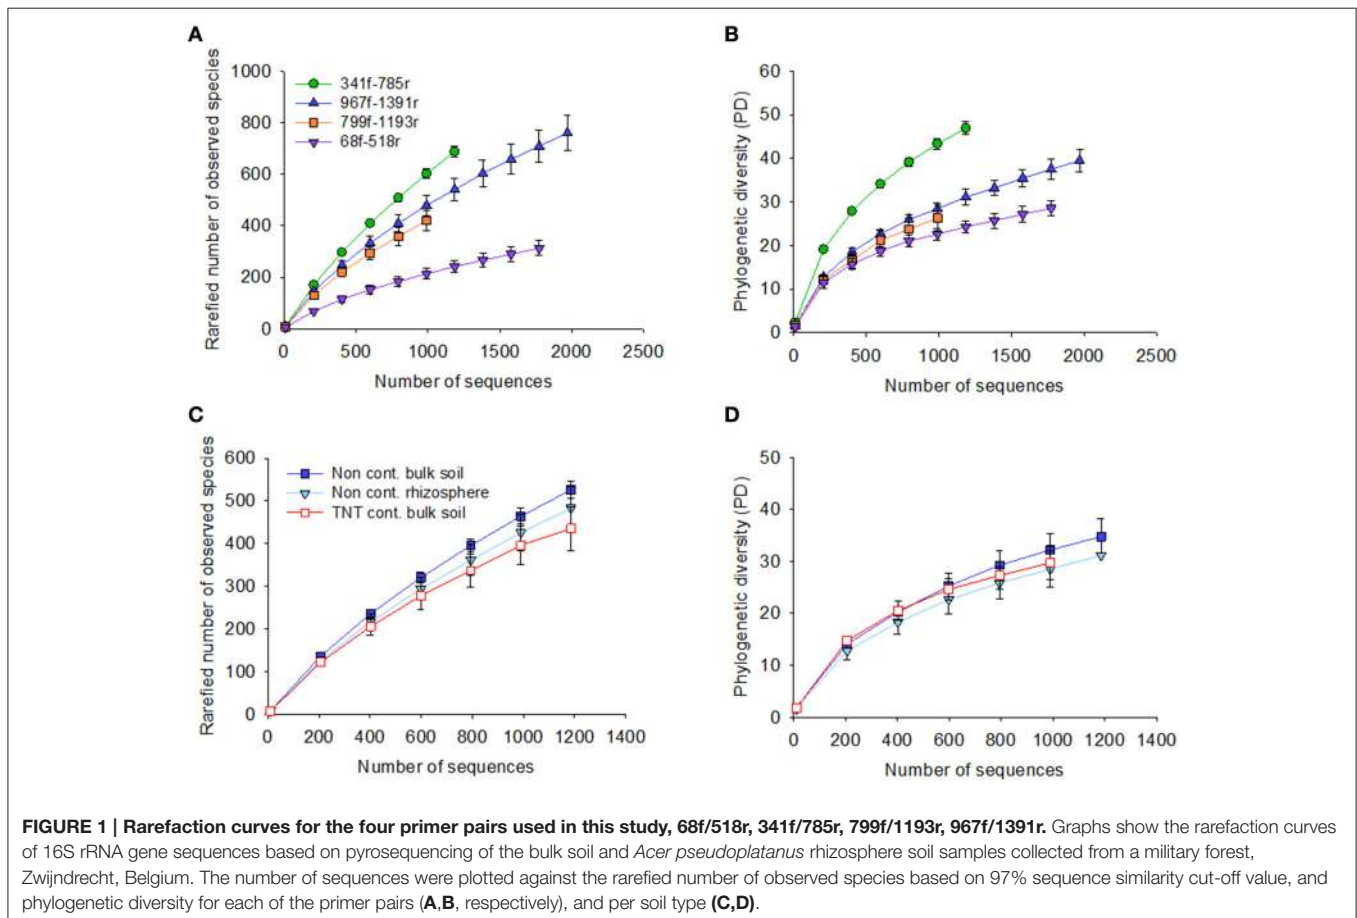 A
Rarefied number of observed species
1000
800
600
400
200
0
341f-785r
967f-1391r
799f-1193r
68f-518r
0 500 1000 1500 2000 2500
Number of sequences
B
Phylogenetic diversity (PD)
60
50
40
30
20
10
0
0 500 1000 1500 2000 2500
Number of sequences
C
Rarefied number of observed species
600
500
400
300
200
100
0
Non cont. bulk soil
Non cont. rhizosphere
TNT cont. bulk soil
0 200 400 600 800 1000 1200 1400
Number of sequences
D
Phylogenetic diversity (PD)
50
40
30
20
10
0
0 200 400 600 800 1000 1200 1400
Number of sequences
FIGURE 1 | Rarefaction curves for the four primer pairs used in this study, 68f/518r, 341f/785r, 799f/1193r, 967f/1391r. Graphs show the rarefaction curves
of 16S rRNA gene sequences based on pyrosequencing of the bulk soil and Acer pseudoplatanus rhizosphere soil samples collected from a military forest,
Zwijndrecht, Belgium. The number of sequences were plotted against the rarefied number of observed species based on 97% sequence similarity cut-off value, and
phylogenetic diversity for each of the primer pairs (A,B, respectively), and per soil type (C,D).